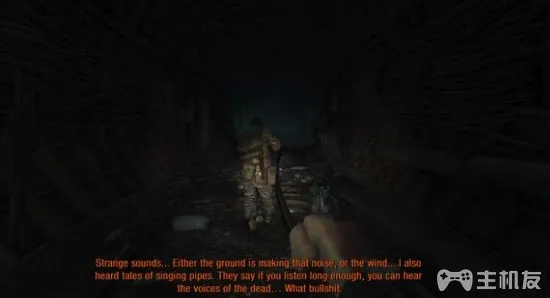 Strange sounds... Either the ground is making that noise, or the wind... I also
heard tales of singing pipes. They say if you listen long enough, you can hear
the voices of the dead... What bullshit.
主机友